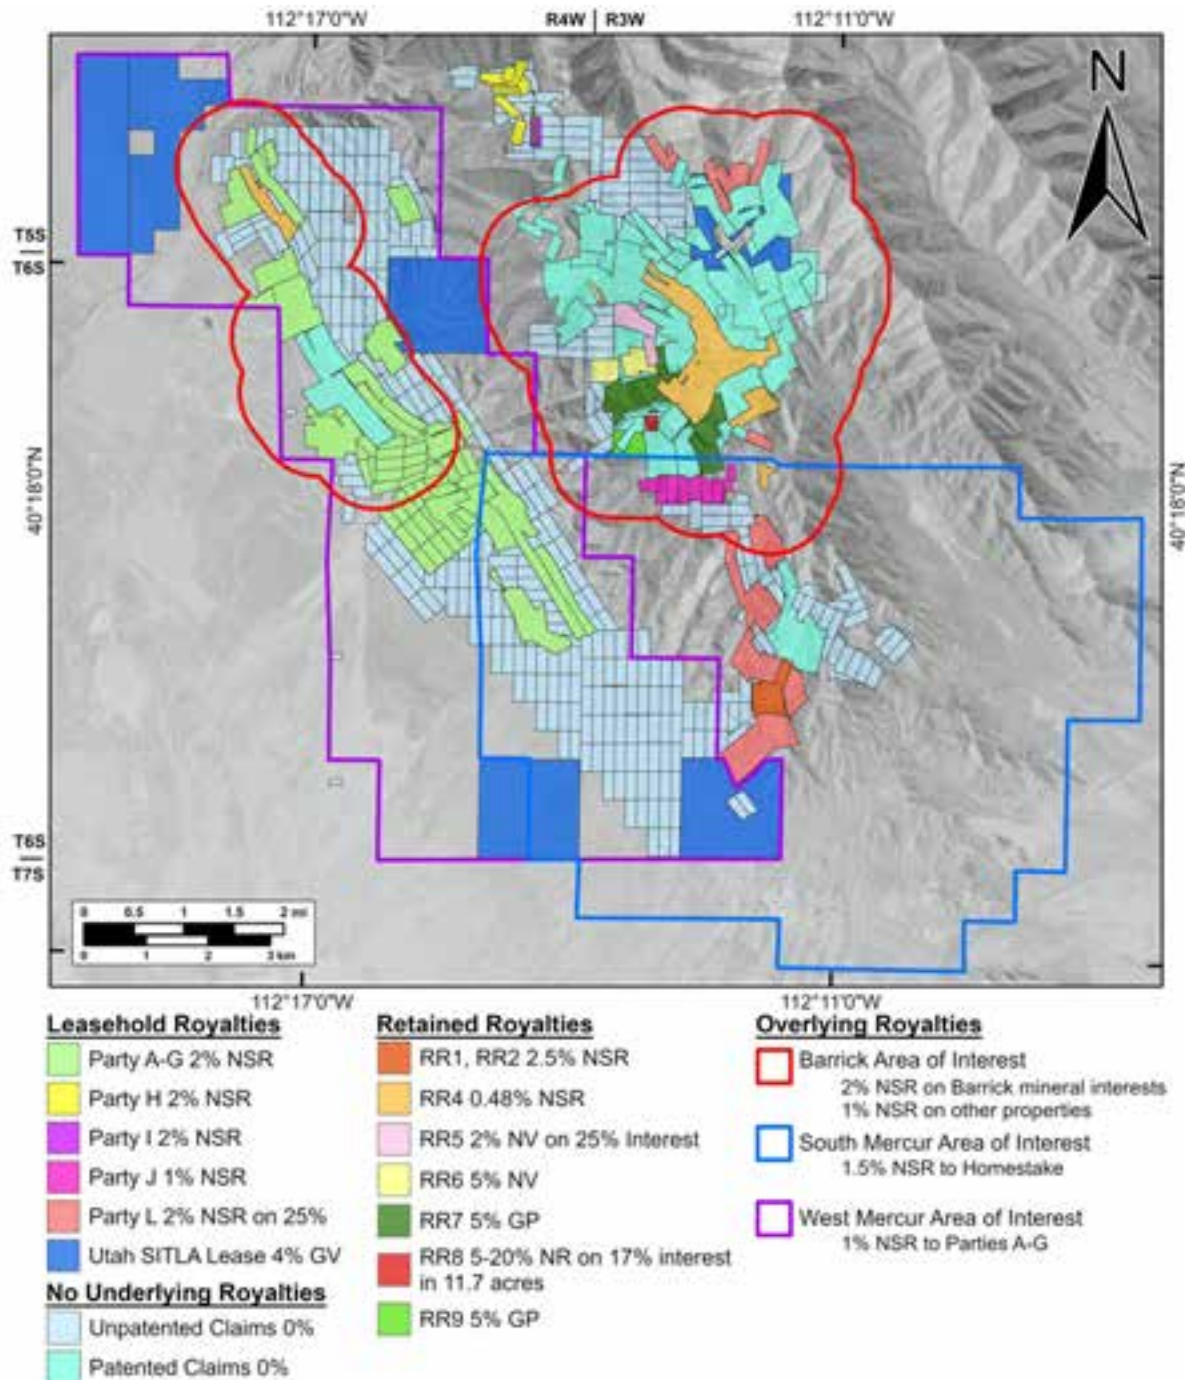 112°17'0"W
R4W
R3W
112°11'0"W
N
T5S
T6S
40°18'0"N
40°18'0"N
T6S
T7S
0 0.5 1 1.5 2 mi
0 1 2 3 km
112°17'0"W
112°11'0"W
Leasehold Royalties
Party A-G 2% NSR
Party H 2% NSR
Party I 2% NSR
Party J 1% NSR
Party L 2% NSR on 25%
Utah SITLA Lease 4% GV
No Underlying Royalties
Unpatented Claims 0%
Patented Claims 0%
Retained Royalties
RR1, RR2 2.5% NSR
RR4 0.48% NSR
RR5 2% NV on 25% Interest
RR6 5% NV
RR7 5% GP
RR8 5-20% NR on 17% interest
in 11.7 acres
RR9 5% GP
Overlying Royalties
Barrick Area of Interest
2% NSR on Barrick mineral interests
1% NSR on other properties
South Mercur Area of Interest
1.5% NSR to Homestake
West Mercur Area of Interest
1% NSR to Parties A-G